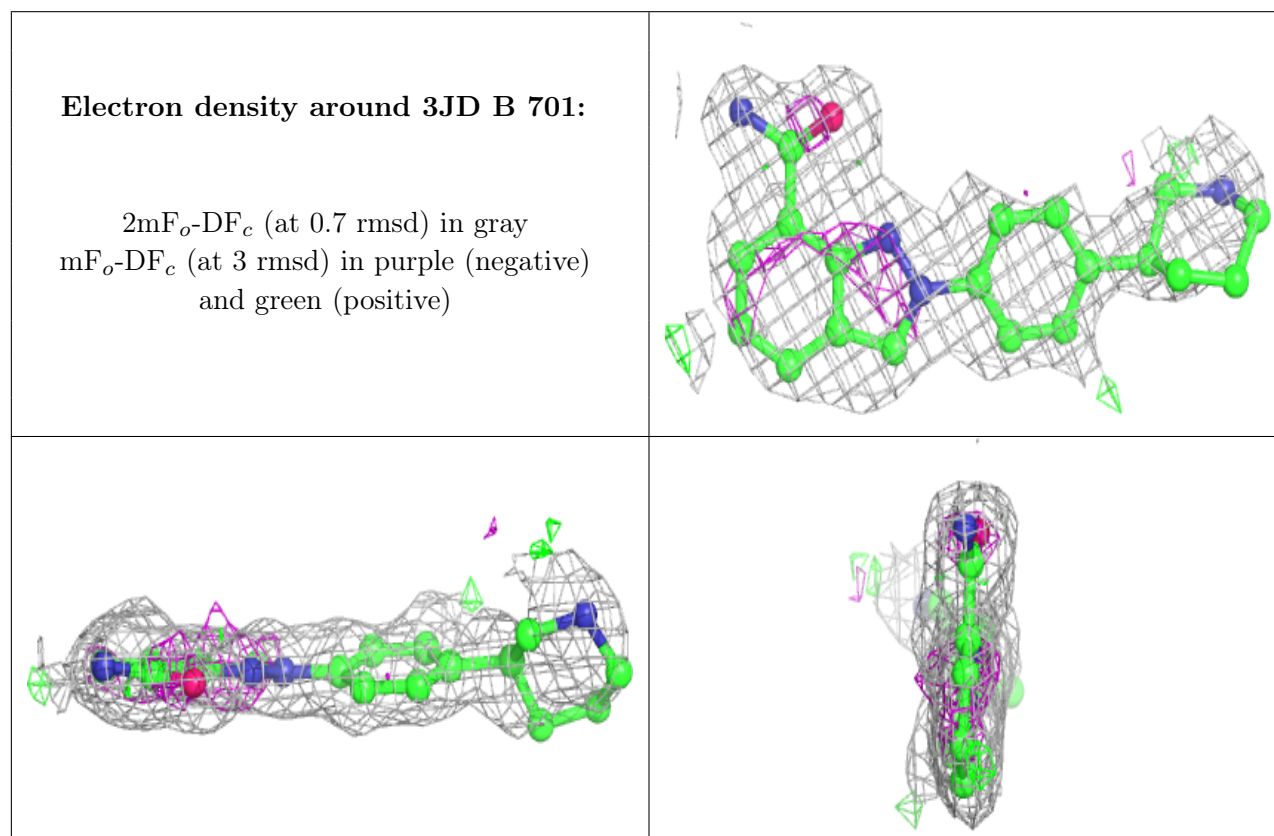 Electron density around 3JD B 701:
2mFₒ-DF𝒸 (at 0.7 rmsd) in gray
mFₒ-DF𝒸 (at 3 rmsd) in purple (negative)
and green (positive)